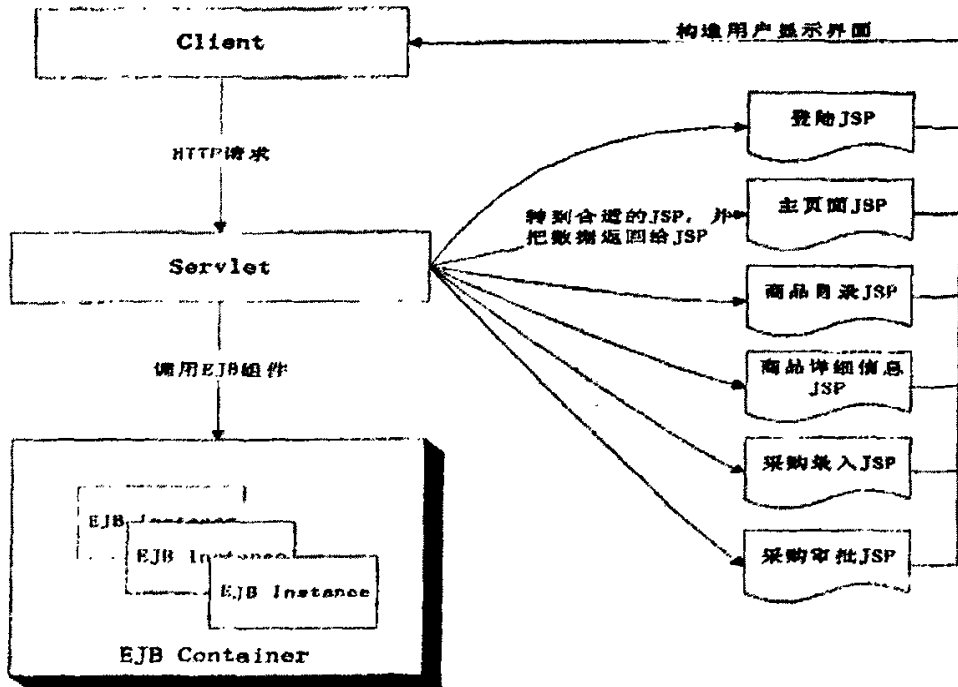 Client
构造用户显示界面
HTTP请求
登陆JSP
转到合适的JSP，并
把数据返回给JSP
主页面JSP
Servlet
商品目录JSP
调用EJB组件
商品详细信息
JSP
采购录入JSP
采购审批JSP
EJB Instance
EJB Instance
EJB Instance
EJB Container